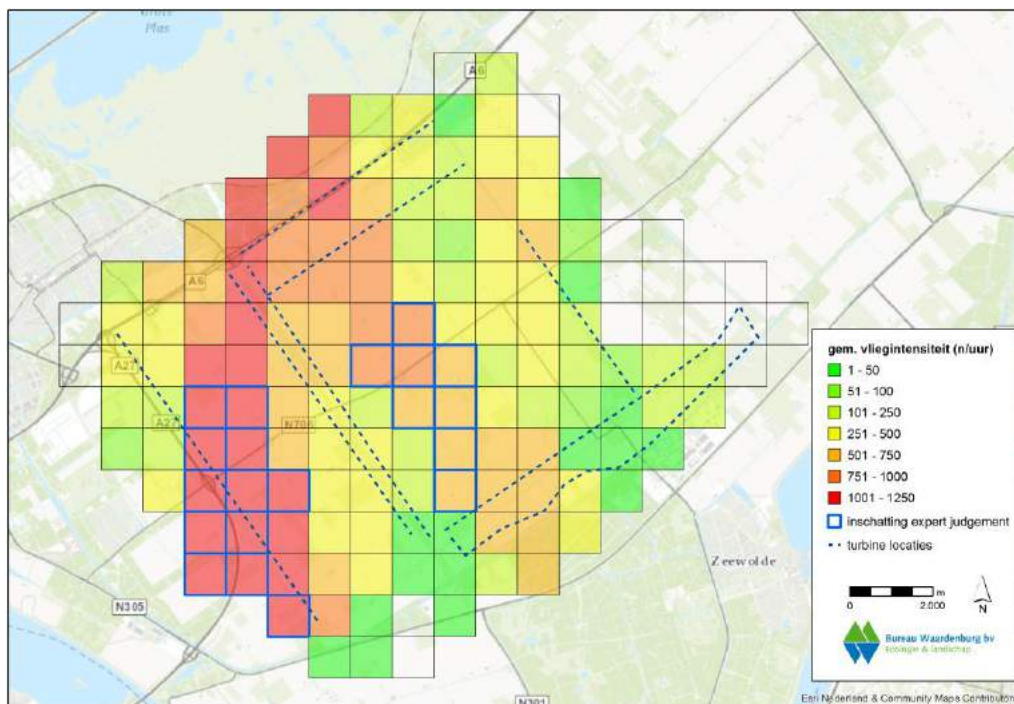 Grote
Plas
A6
A6
A27
A27
N706
N305
N301
Zeewolde
gem. vliegintensiteit (n/uur)
1 - 50
51 - 100
101 - 250
251 - 500
501 - 750
751 - 1000
1001 - 1250
inschatting expert judgement
turbine locaties
0 2.000 m
N
Bureau Waardenburg bv
Ecologie & landschap
Esri Nederland & Community Maps Contributors